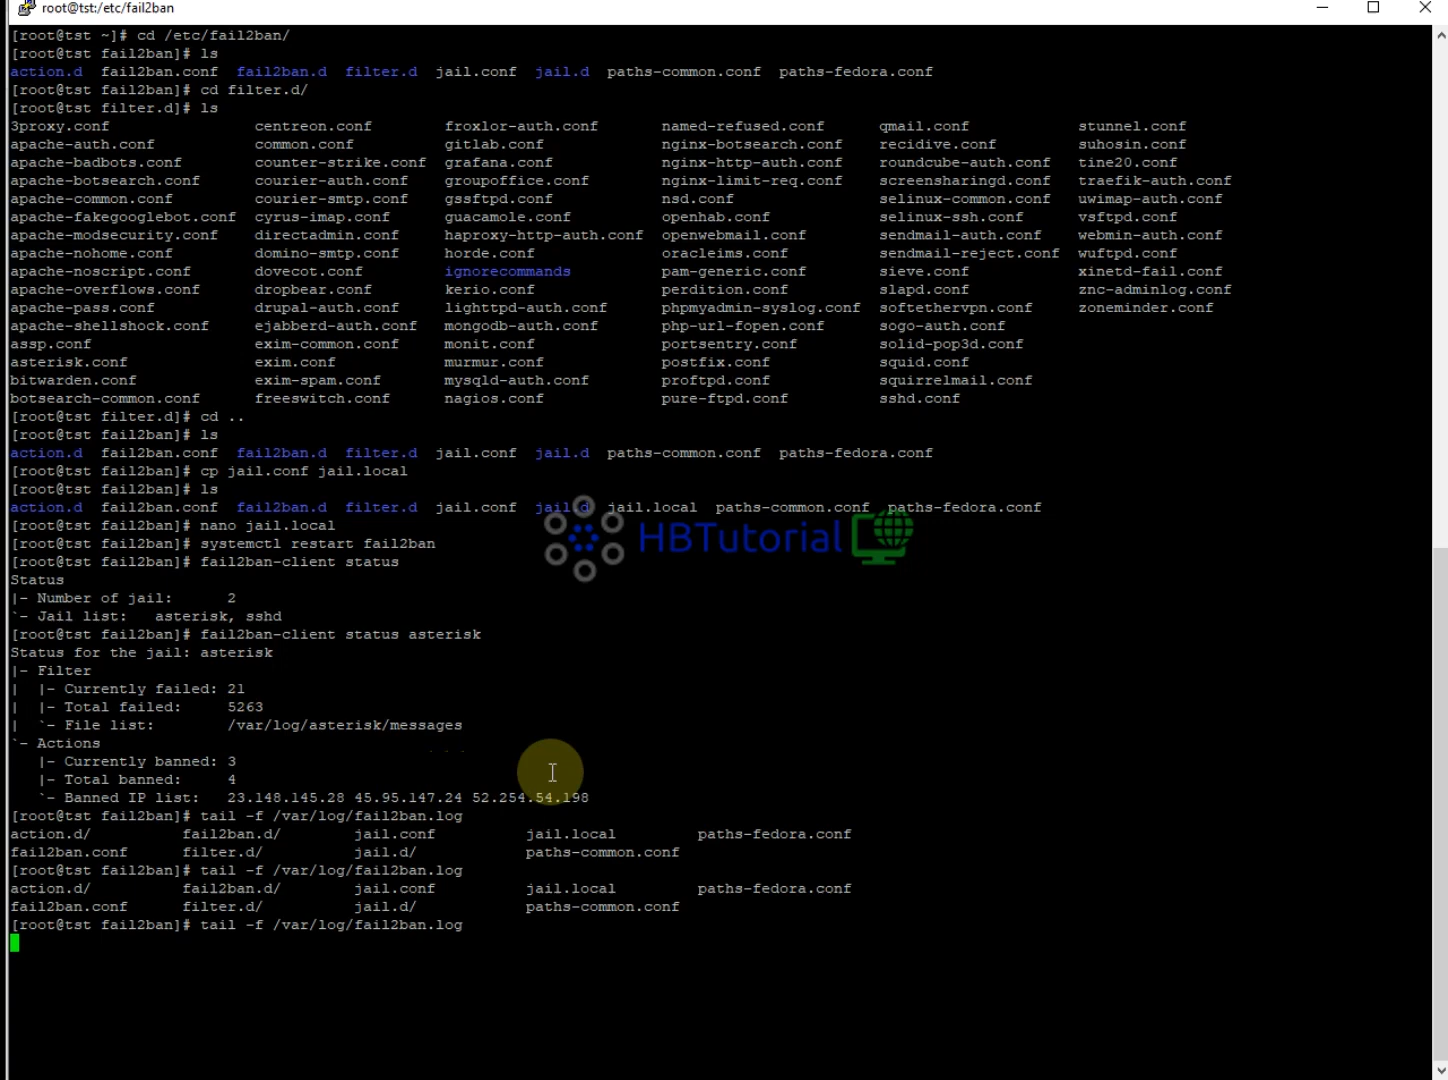 root@tst:/etc/fail2ban
[root@tst ~]# cd /etc/fail2ban/
[root@tst fail2ban]# ls
action.d  fail2ban.conf  fail2ban.d  filter.d  jail.conf  jail.d  paths-common.conf  paths-fedora.conf
[root@tst fail2ban]# cd filter.d/
[root@tst filter.d]# ls
3proxy.conf  centreon.conf  froxlor-auth.conf  named-refused.conf  qmail.conf  stunnel.conf
apache-auth.conf  common.conf  gitlab.conf  nginx-botsearch.conf  recidive.conf  suhosin.conf
apache-badbots.conf  counter-strike.conf  grafana.conf  nginx-http-auth.conf  roundcube-auth.conf  tine20.conf
apache-botsearch.conf  courier-auth.conf  groupoffice.conf  nginx-limit-req.conf  screensharingd.conf  traefik-auth.conf
apache-common.conf  courier-smtp.conf  gssftpd.conf  nsd.conf  selinux-common.conf  uwimap-auth.conf
apache-fakegooglebot.conf  cyrus-imap.conf  guacamole.conf  openhab.conf  selinux-ssh.conf  vsftpd.conf
apache-modsecurity.conf  directadmin.conf  haproxy-http-auth.conf  openwebmail.conf  sendmail-auth.conf  webmin-auth.conf
apache-nohome.conf  domino-smtp.conf  horde.conf  oracleims.conf  sendmail-reject.conf  wuftpd.conf
apache-noscript.conf  dovecot.conf  ignorecommands  pam-generic.conf  sieve.conf  xinetd-fail.conf
apache-overflows.conf  dropbear.conf  kerio.conf  perdition.conf  slapd.conf  znc-adminlog.conf
apache-pass.conf  drupal-auth.conf  lighttpd-auth.conf  phpmyadmin-syslog.conf  softethervpn.conf  zoneminder.conf
apache-shellshock.conf  ejabberd-auth.conf  mongodb-auth.conf  php-url-fopen.conf  sogo-auth.conf
assp.conf  exim-common.conf  monit.conf  portsentry.conf  solid-pop3d.conf
asterisk.conf  exim.conf  murmur.conf  postfix.conf  squid.conf
bitwarden.conf  exim-spam.conf  mysqld-auth.conf  proftpd.conf  squirrelmail.conf
botsearch-common.conf  freeswitch.conf  nagios.conf  pure-ftpd.conf  sshd.conf
[root@tst filter.d]# cd ..
[root@tst fail2ban]# ls
action.d  fail2ban.conf  fail2ban.d  filter.d  jail.conf  jail.d  paths-common.conf  paths-fedora.conf
[root@tst fail2ban]# cp jail.conf jail.local
[root@tst fail2ban]# ls
action.d  fail2ban.conf  fail2ban.d  filter.d  jail.conf  jail.d  jail.local  paths-common.conf  paths-fedora.conf
[root@tst fail2ban]# nano jail.local
HBTutorial
[root@tst fail2ban]# systemctl restart fail2ban
[root@tst fail2ban]# fail2ban-client status
Status
|- Number of jail:      2
`- Jail list:   asterisk, sshd
[root@tst fail2ban]# fail2ban-client status asterisk
Status for the jail: asterisk
|- Filter
|  |- Currently failed: 21
|  |- Total failed:     5263
|  `- File list:        /var/log/asterisk/messages
`- Actions
   |- Currently banned: 3
   |- Total banned:     4
   `- Banned IP list:   23.148.145.28 45.95.147.24 52.254.54.198
[root@tst fail2ban]# tail -f /var/log/fail2ban.log
action.d/  fail2ban.d/  jail.conf  jail.local  paths-fedora.conf
fail2ban.conf  filter.d/  jail.d/  paths-common.conf
[root@tst fail2ban]# tail -f /var/log/fail2ban.log
action.d/  fail2ban.d/  jail.conf  jail.local  paths-fedora.conf
fail2ban.conf  filter.d/  jail.d/  paths-common.conf
[root@tst fail2ban]# tail -f /var/log/fail2ban.log